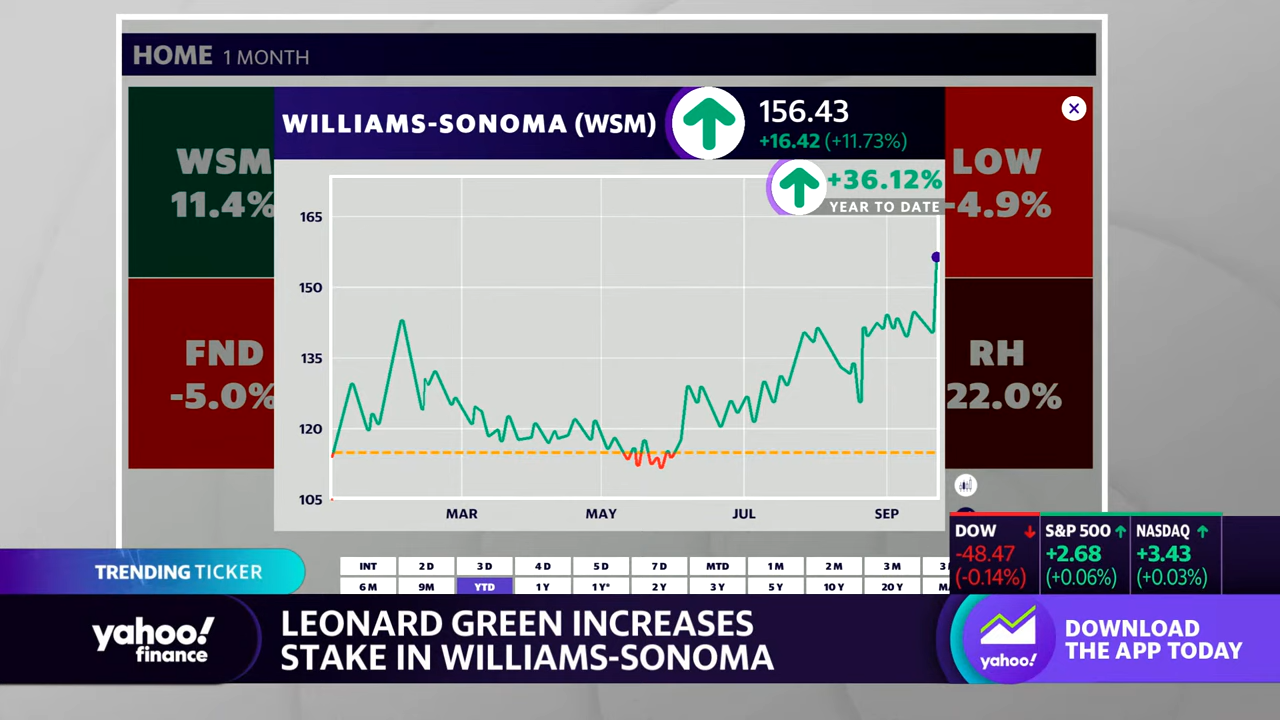 HOME 1 MONTH
WSM
11.4%
FND
-5.0%
WILLIAMS-SONOMA (WSM)
156.43
+16.42 (+11.73%)
+36.12%
YEAR TO DATE
LOW
-4.9%
RH
22.0%
165
150
135
120
105
MAR MAY JUL SEP
INT 2 D 3 D 4 D 5 D 7 D MTD 1 M 2 M 3 M
6 M 9M YTD 1 Y 1 Y* 2 Y 3 Y 5 Y 10 Y 20 Y
DOW
-48.47
(-0.14%)
S&P 500
+2.68
(+0.06%)
NASDAQ
+3.43
(+0.03%)
TRENDING TICKER
yahoo!
finance
LEONARD GREEN INCREASES
STAKE IN WILLIAMS-SONOMA
yahoo!
DOWNLOAD
THE APP TODAY